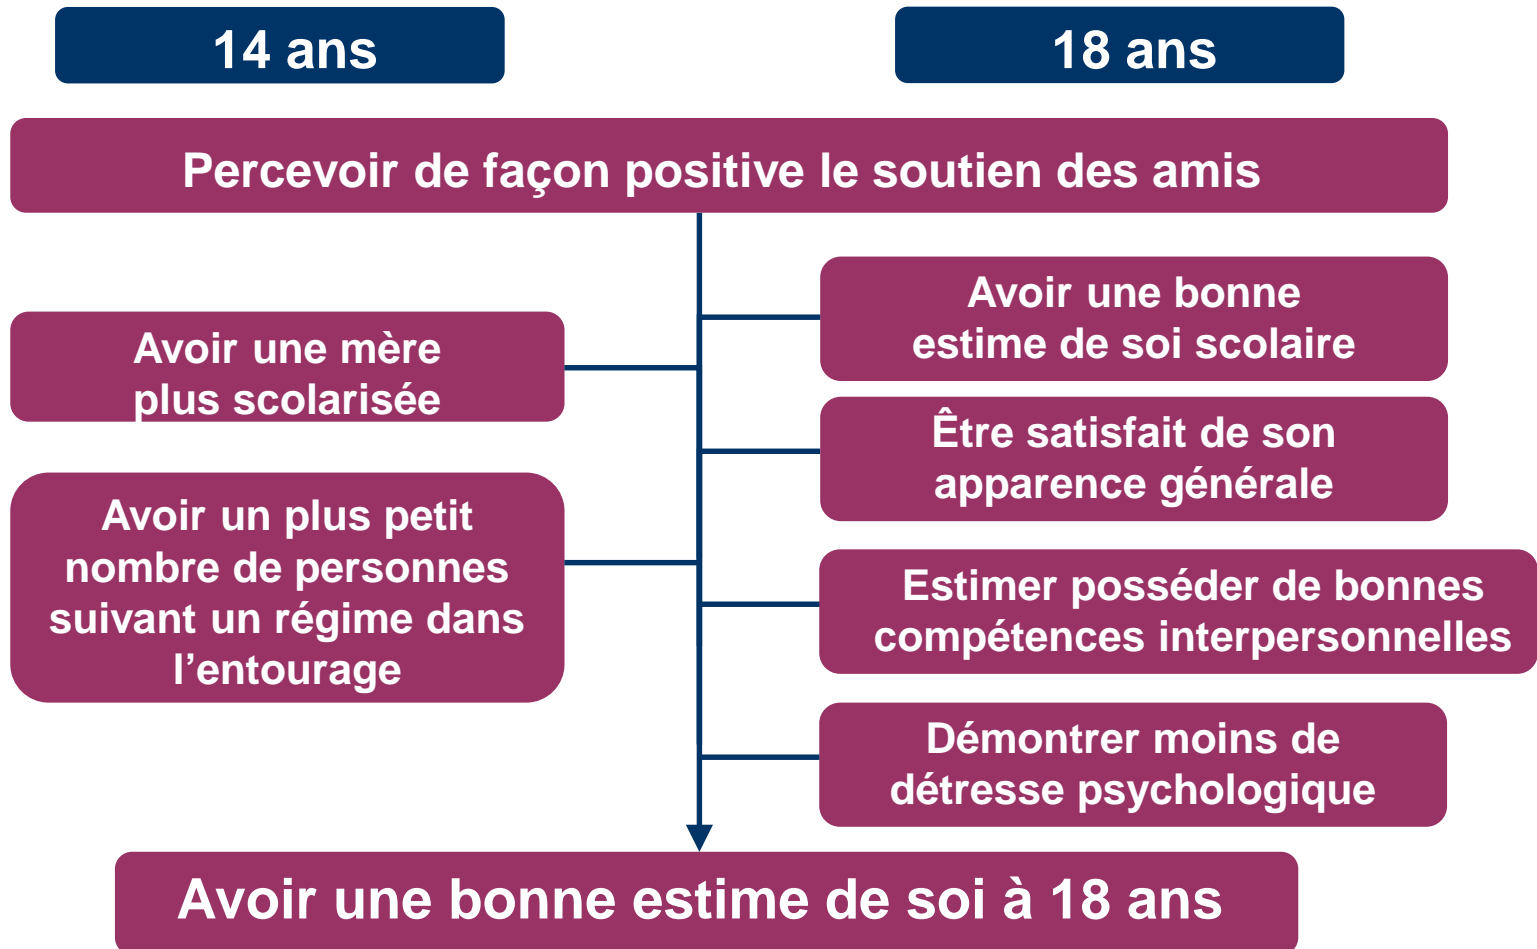 14 ans
18 ans
Percevoir de façon positive le soutien des amis
Avoir une mère
plus scolarisée
Avoir un plus petit
nombre de personnes
suivant un régime dans
l’entourage
Avoir une bonne
estime de soi scolaire
Être satisfait de son
apparence générale
Estimer posséder de bonnes
compétences interpersonnelles
Démontrer moins de
détresse psychologique
Avoir une bonne estime de soi à 18 ans